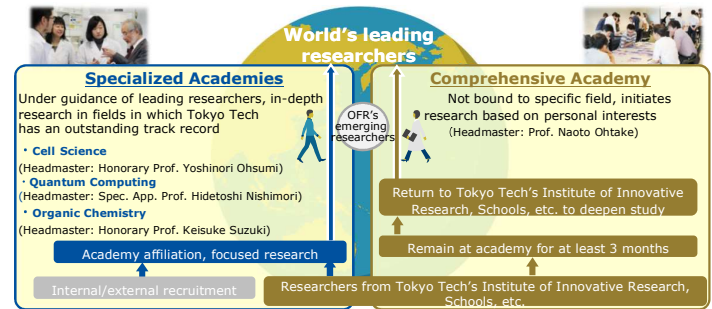 World's leading
researchers
Specialized Academies
Under guidance of leading researchers, in-depth
research in fields in which Tokyo Tech
has an outstanding track record
・Cell Science
(Headmaster: Honorary Prof. Yoshinori Ohsumi)
・Quantum Computing
(Headmaster: Spec. App. Prof. Hidetoshi Nishimori)
・Organic Chemistry
(Headmaster: Honorary Prof. Keisuke Suzuki)
Academy affiliation, focused research
Internal/external recruitment
OFR's
emerging
researchers
Comprehensive Academy
Not bound to specific field, initiates
research based on personal interests
(Headmaster: Prof. Naoto Ohtake)
Return to Tokyo Tech's Institute of Innovative
Research, Schools, etc. to deepen study
Remain at academy for at least 3 months
Researchers from Tokyo Tech's Institute of Innovative Research,
Schools, etc.